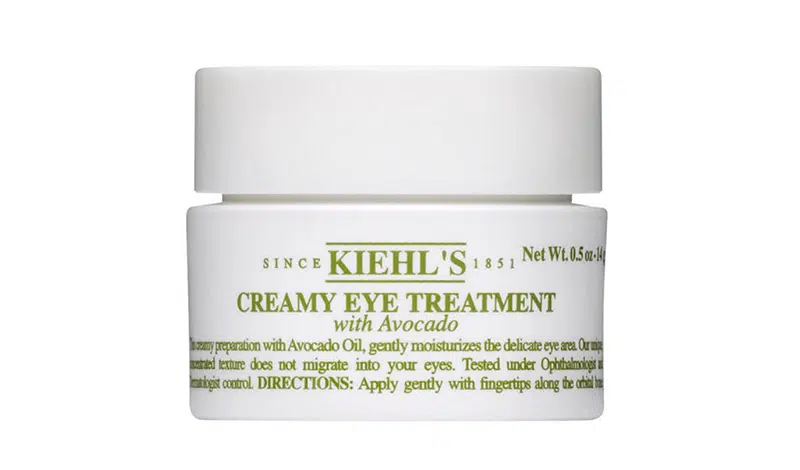 SINCE KIEHL'S 1851 Net Wt. 0.5 oz • 14 g
CREAMY EYE TREATMENT
with Avocado
creamy preparation with Avocado Oil, gently moisturizes the delicate eye area. Our
texture does not migrate into your eyes. Tested under Ophthalmologist
control. DIRECTIONS: Apply gently with fingertips along the orbital